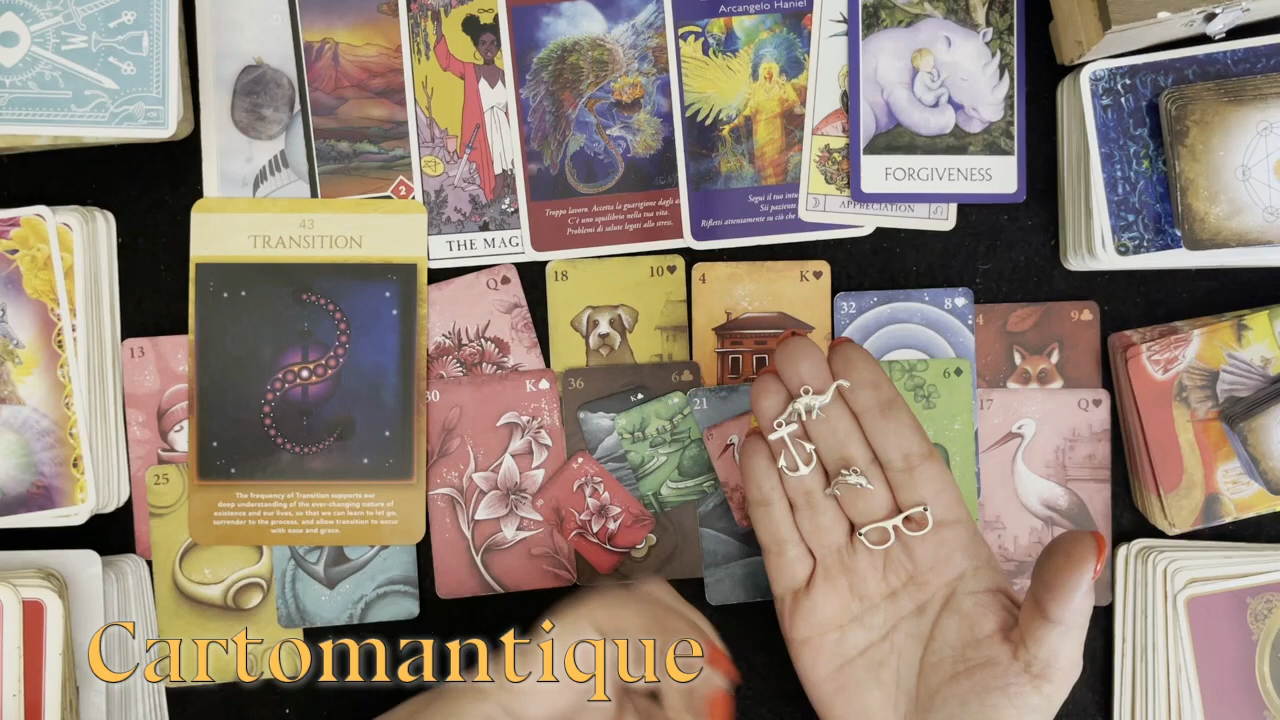 Arcangelo Haniel
2
THE MAG
Troppo lavoro. Accetta la guarigione dagli a
C'è uno squilibrio nella tua vita.
Problemi di salute legati allo stress.
Segui il tuo intu
Sii paziente.
Rifletti attentamente su ciò che
APPRECIATION
FORGIVENESS
43
TRANSITION
The frequency of Transition supports our
deep understanding of the ever-changing nature of
existence and our lives, so that we can learn to let go,
surrender to the process, and allow transition to occur
with ease and grace.
Q
18 10
4 K
32 8
4 9
13
30 K
36 6
K
K
21
17
6
17 Q
25
Cartomantique